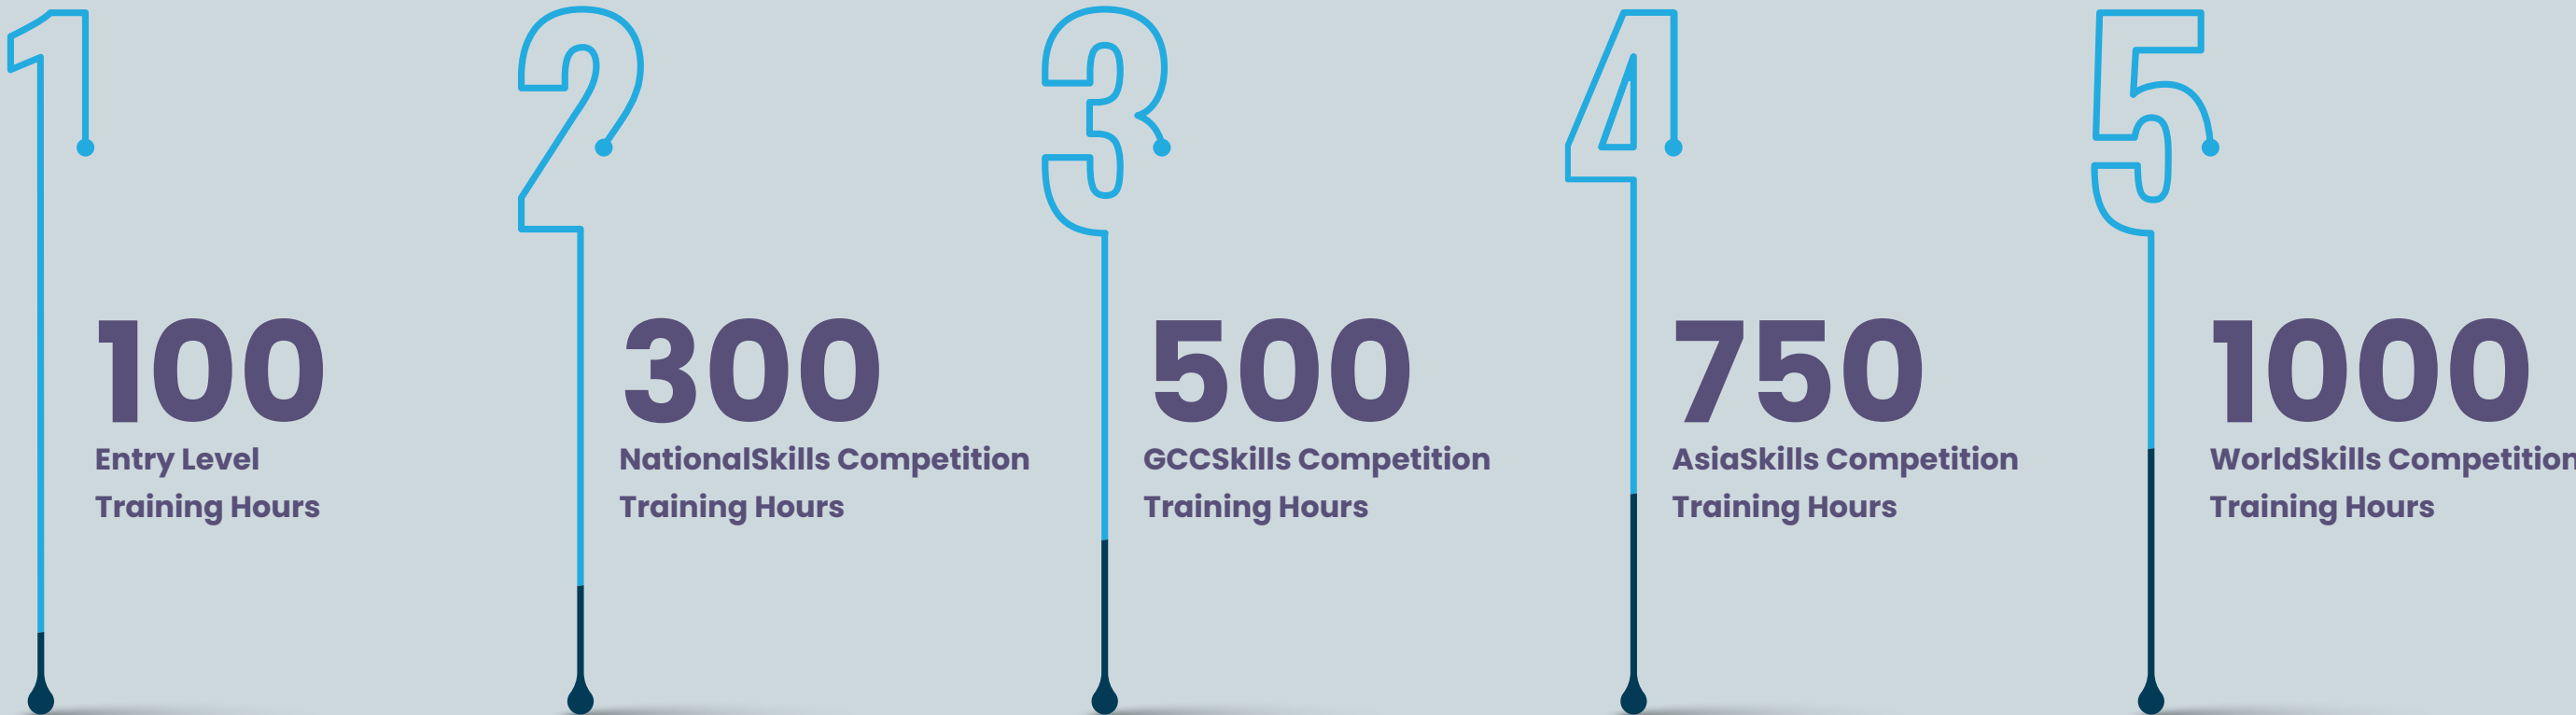 1
100
Entry Level
Training Hours
2
300
NationalSkills Competition
Training Hours
3
500
GCCSkills Competition
Training Hours
4
750
AsiaSkills Competition
Training Hours
5
1000
WorldSkills Competition
Training Hours